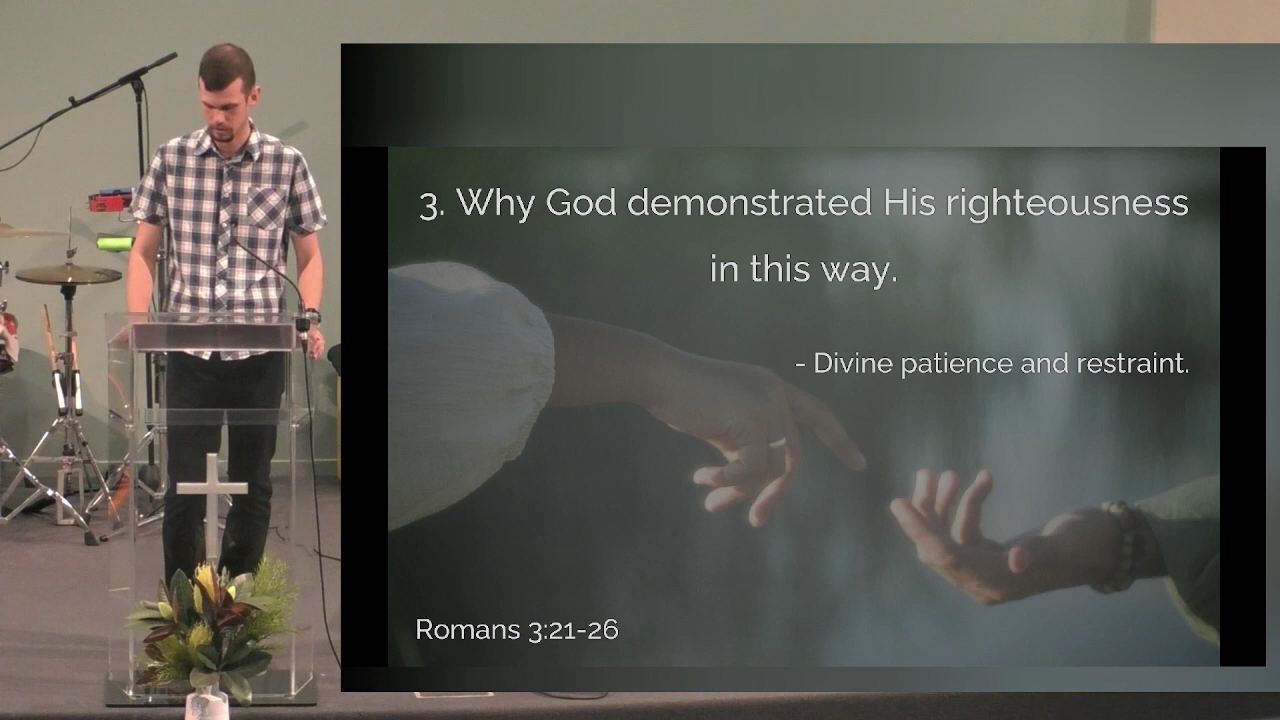 3. Why God demonstrated His righteousness
in this way.
- Divine patience and restraint.
Romans 3:21-26